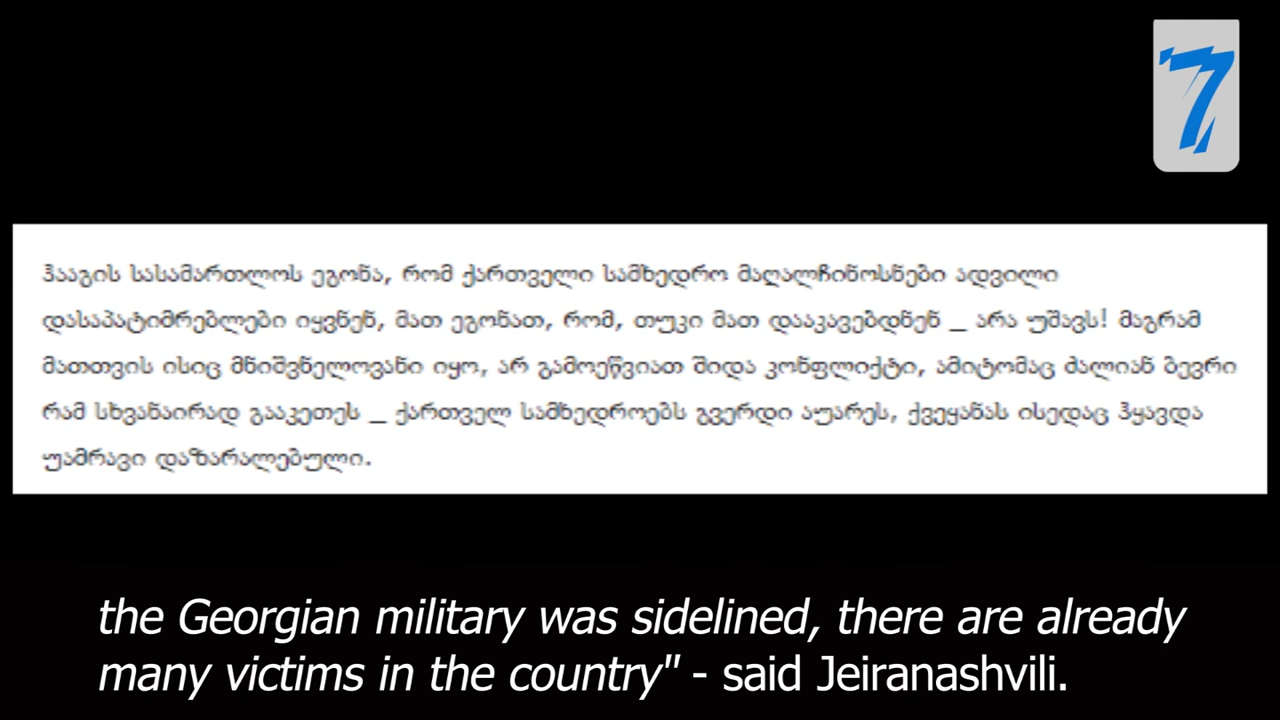 7
ჰააგის სასამართლოს ეგონა, რომ ქართველი სამხედრო მაღალჩინოსნები ადვილი
დასაპატიმრებლები იყვნენ, მათ ეგონათ, რომ, თუკი მათ დააკავებდნენ _ არა უშავს! მაგრამ
მათთვის ისიც მნიშვნელოვანი იყო, არ გამოეწვიათ შიდა კონფლიქტი, ამიტომაც ძალიან ბევრი
რამ სხვანაირად გააკეთეს _ ქართველ სამხედროებს გვერდი აუარეს, ქვეყანას ისედაც ჰყავდა
უამრავი დაზარალებული.
the Georgian military was sidelined, there are already
many victims in the country" - said Jeiranashvili.